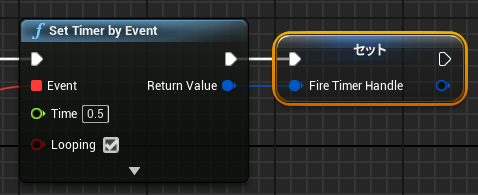 Set Timer by Event
Event
Return Value
Time 0.5
Looping
セット
Fire Timer Handle